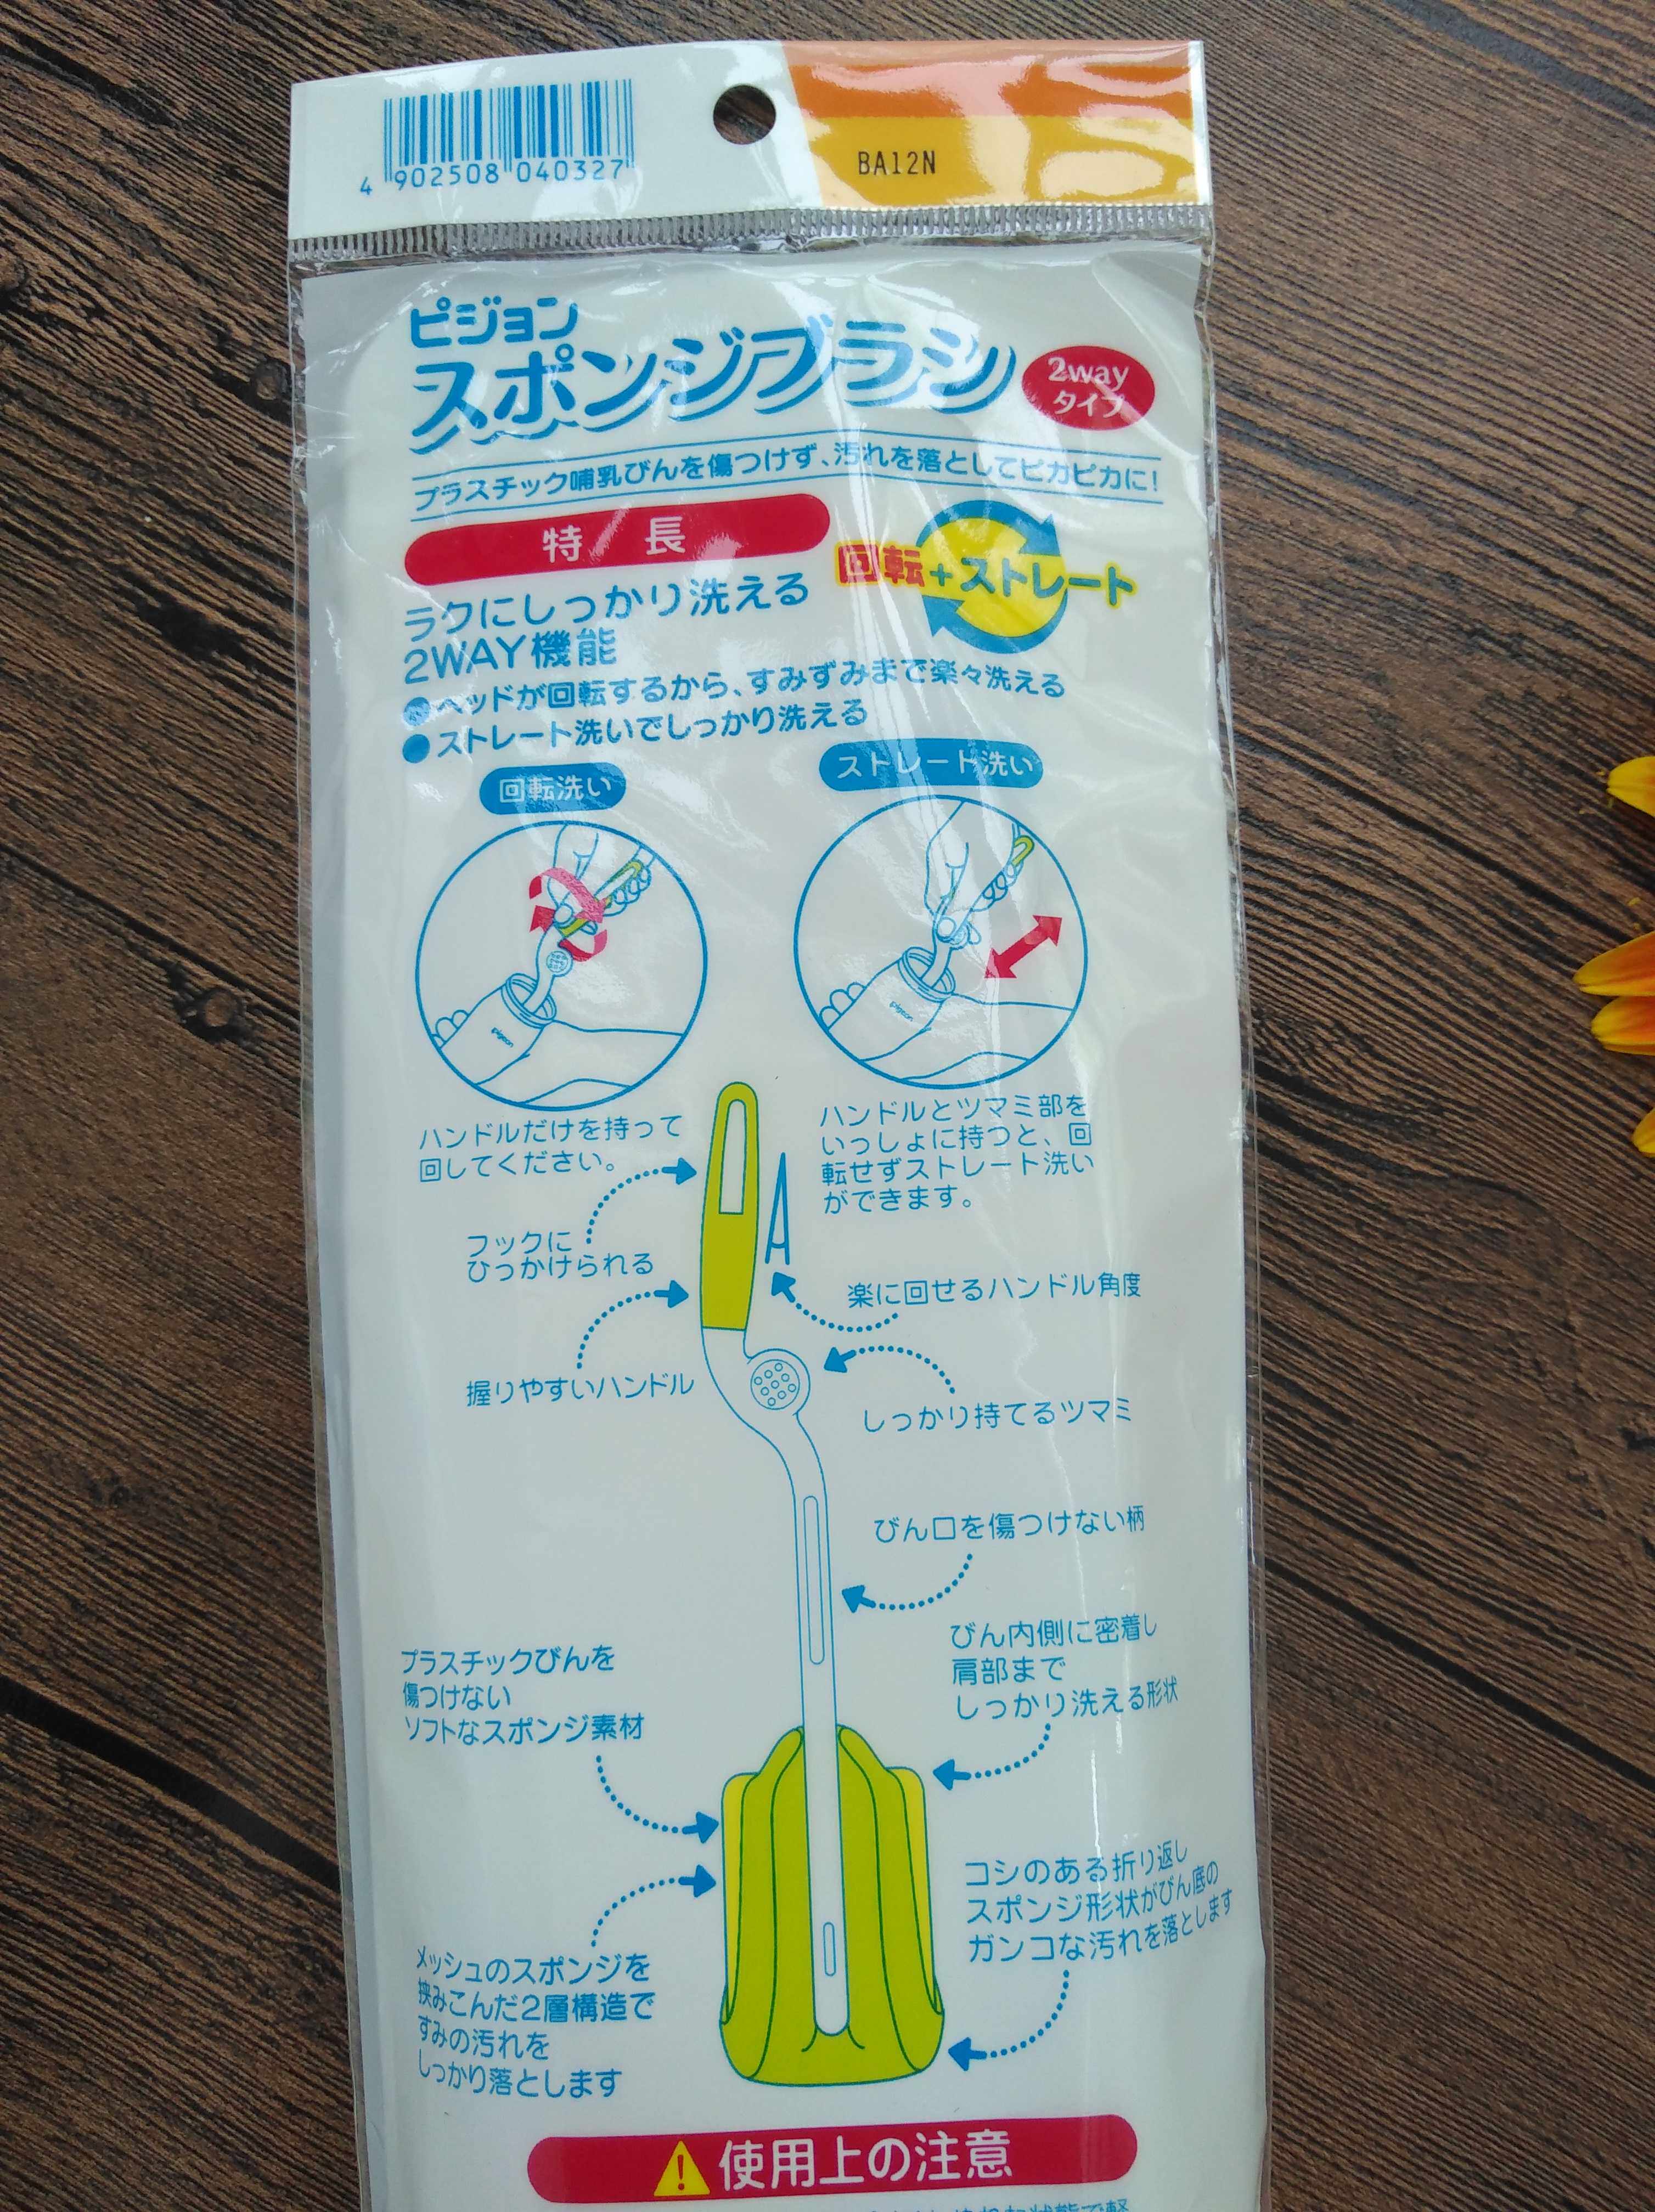 4 902508 040327
BA12N
ピジョン
スポンジブラシ
2way
タイプ
プラスチック哺乳びんを傷つけず、汚れを落としてピカピカに!
特長
回転+ストレート
ラクにしっかり洗える
2WAY機能
●ヘッドが回転するから、すみずみまで楽々洗える
●ストレート洗いでしっかり洗える
回転洗い
ストレート洗い
pigeon
pigeon
ハンドルだけを持って
回してください。
ハンドルとツマミ部を
いっしょに持つと、回
転せずストレート洗い
ができます。
フックに
ひっかけられる
楽に回せるハンドル角度
握りやすいハンドル
しっかり持てるツマミ
びん口を傷つけない柄
プラスチックびんを
傷つけない
ソフトなスポンジ素材
びん内側に密着し
肩部まで
しっかり洗える形状
コシのある折り返し
スポンジ形状がびん底の
ガンコな汚れを落とします
メッシュのスポンジを
挟みこんだ2層構造で
すみの汚れを
しっかり落とします
使用上の注意